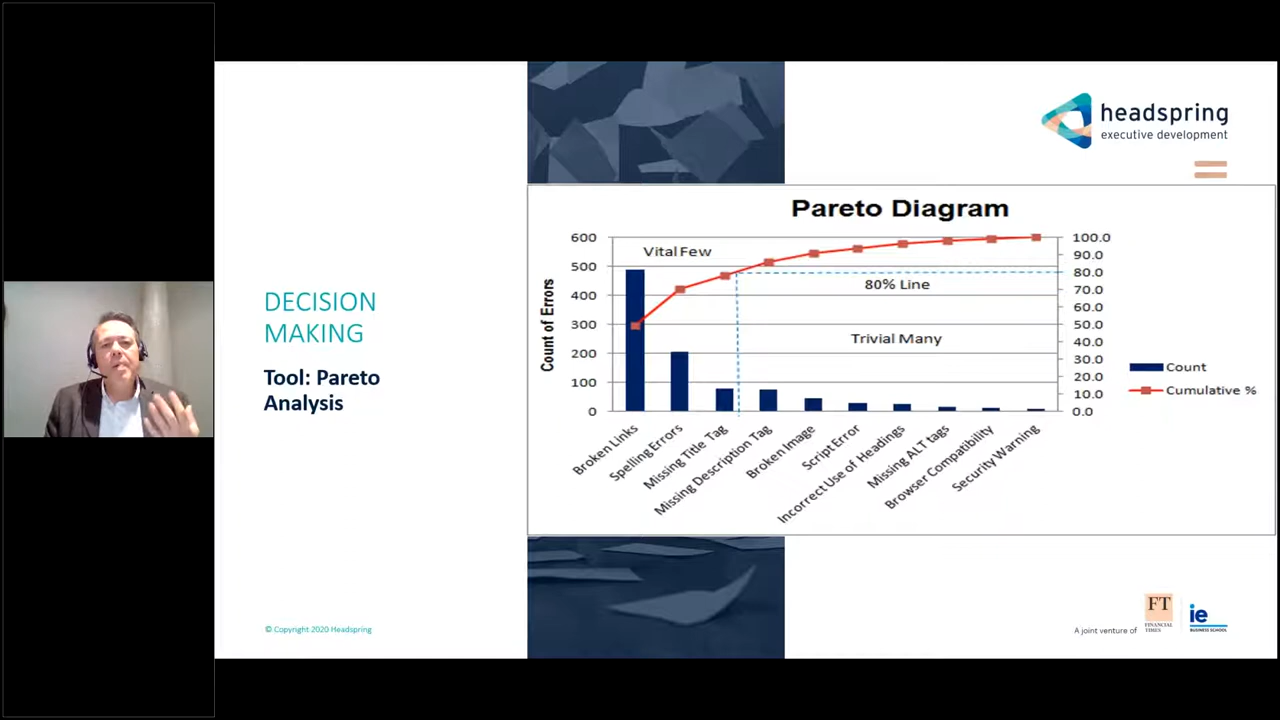 headspring
executive development
DECISION
MAKING
Tool: Pareto
Analysis
Pareto Diagram
Count of Errors
600
500
400
300
200
100
0
Vital Few
80% Line
Trivial Many
100.0
90.0
80.0
70.0
60.0
50.0
40.0
30.0
20.0
10.0
0.0
Count
Cumulative %
Broken Links
Spelling Errors
Missing Title Tag
Missing Description Tag
Broken Image
Script Error
Incorrect Use of Headings
Missing ALT tags
Browser Compatibility
Security Warning
© Copyright 2020 Headspring
A joint venture of
FT
FINANCIAL
TIMES
ie
BUSINESS SCHOOL